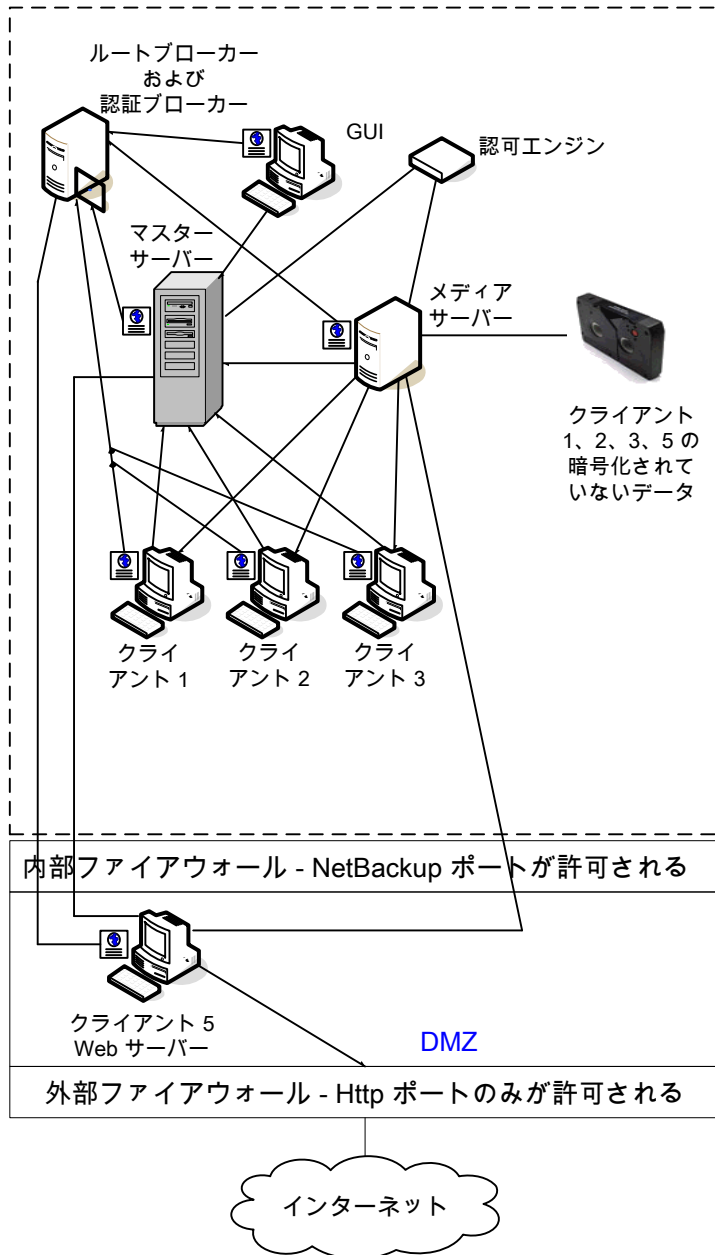 ルートブローカー
および
認証ブローカー
GUI
認可エンジン
マスター
サーバー
メディア
サーバー
クライアント
1、2、3、5 の
暗号化されて
いないデータ
クライ
アント 1
クライ
アント 2
クライ
アント 3
内部ファイアウォール - NetBackup ポートが許可される
クライアント 5
Web サーバー
DMZ
外部ファイアウォール - Http ポートのみが許可される
インターネット